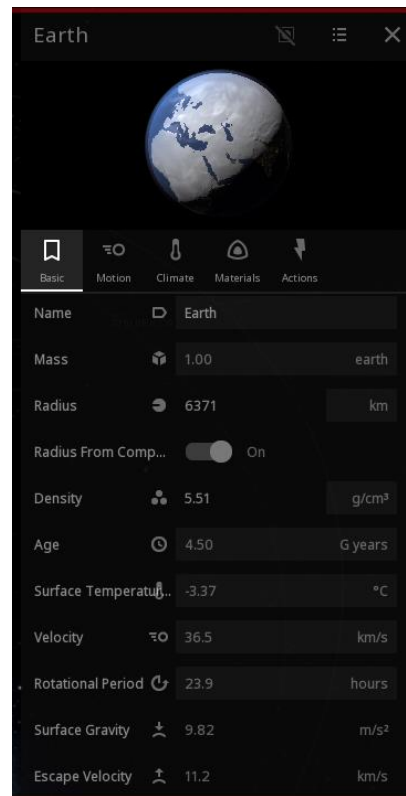 Earth
Basic Motion Climate Materials Actions
Name Earth
Mass 1.00 earth
Radius 6371 km
Radius From Comp... On
Density 5.51 g/cm³
Age 4.50 G years
Surface Temperatur... -3.37 °C
Velocity 36.5 km/s
Rotational Period 23.9 hours
Surface Gravity 9.82 m/s²
Escape Velocity 11.2 km/s